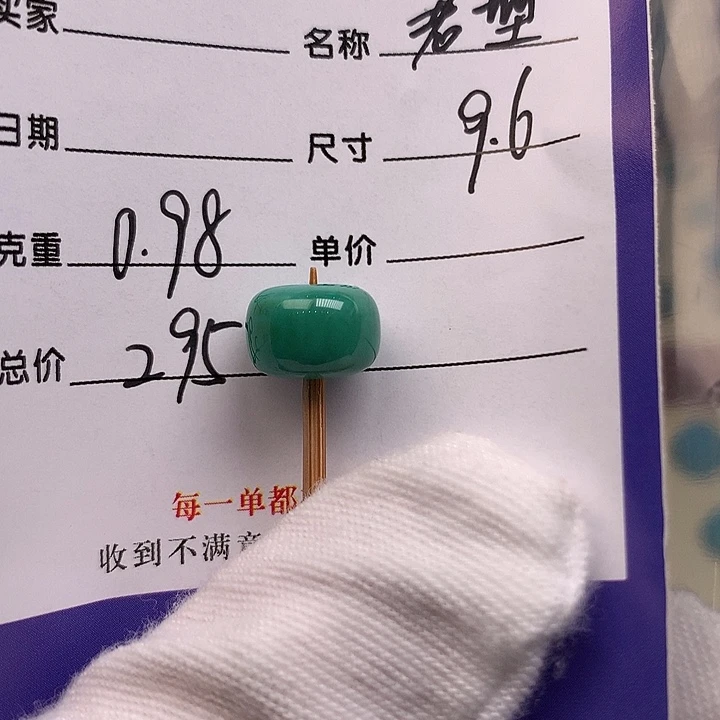 买家 名称 老型
日期 尺寸 9.6
克重 0.98 单价
总价 295
每一单都
收到不满意